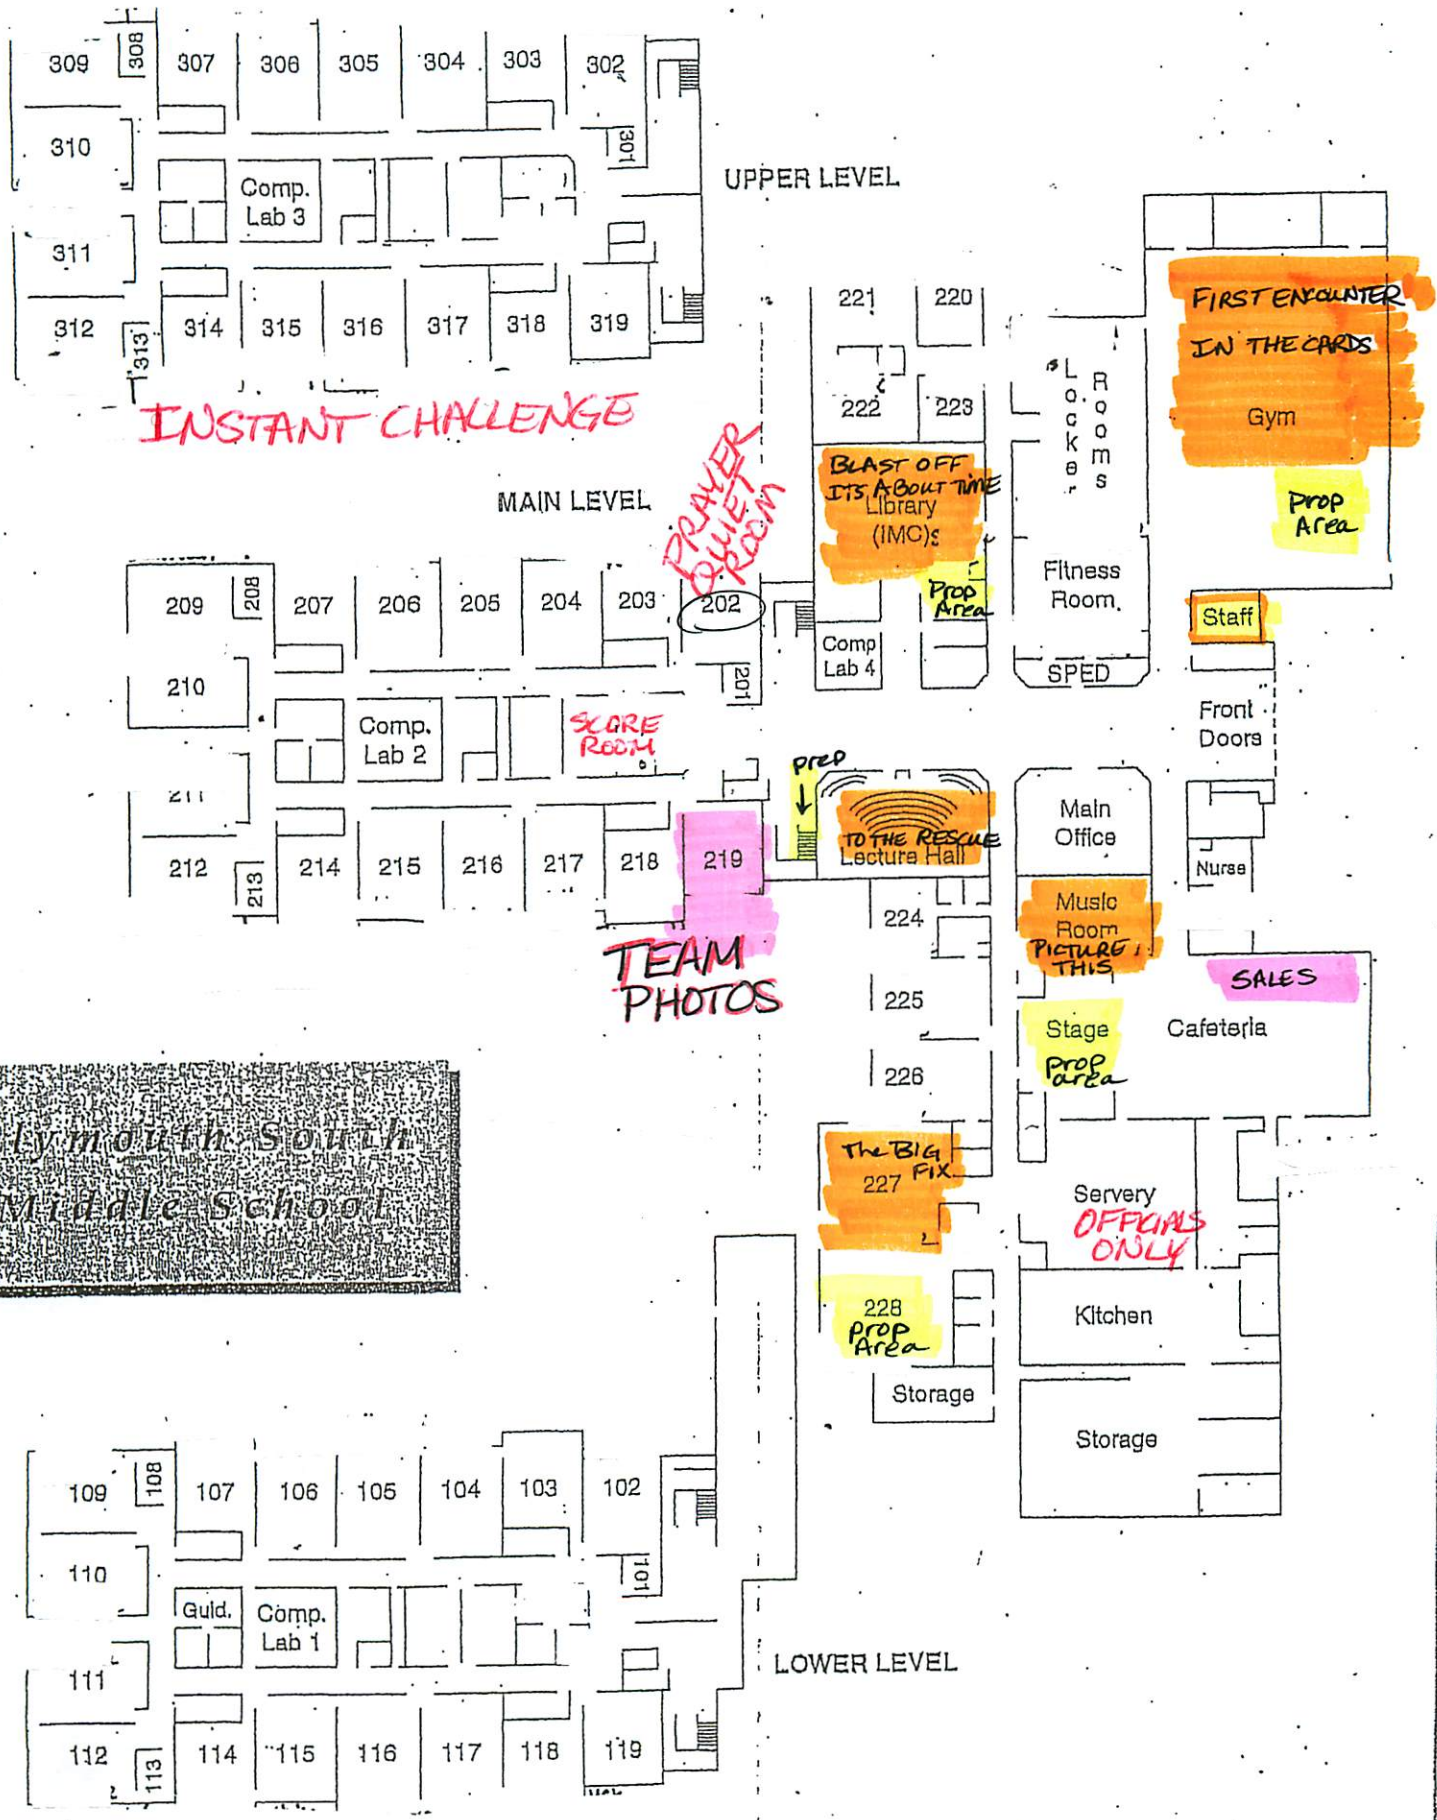 309
308
307
306
305
304
303
302
301
310
Comp.
Lab 3
311
312
313
314
315
316
317
318
319
UPPER LEVEL
INSTANT CHALLENGE
MAIN LEVEL
PRAYER
QUIET
ROOM
221
220
222
223
BLAST OFF
ITS ABOUT TIME
Library
(IMC)s
Prop
Area
Locker
Rooms
FIRST ENCOUNTER
IN THE CARDS
Gym
Prop
Area
Fitness
Room
SPED
Staff
Front
Doors
209
208
207
206
205
204
203
202
201
210
Comp.
Lab 2
SCORE
ROOM
Comp
Lab 4
211
212
213
214
215
216
217
218
219
TEAM
PHOTOS
prep
TO THE RESCUE
Lecture Hall
Main
Office
Nurse
224
Music
Room
PICTURE
THIS
SALES
225
Stage
prop
area
Cafeteria
226
The BIG
FIX
227
Servery
OFFICIALS
ONLY
228
Prop
Area
Kitchen
Storage
Storage
lymouth South
Middle School
109
108
107
106
105
104
103
102
101
110
Guid.
Comp.
Lab 1
111
112
113
114
115
116
117
118
119
LOWER LEVEL